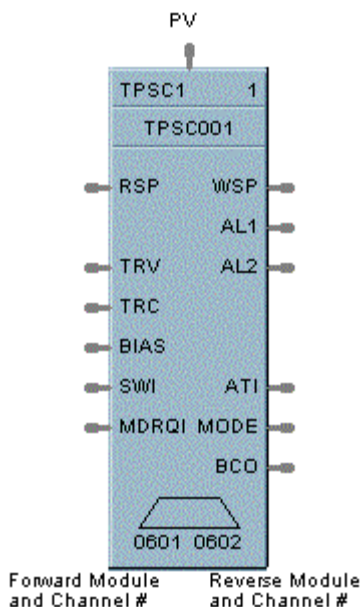 PV
TPSC1 1
TPSC001
RSP WSP
AL1
TRV AL2
TRC
BIAS
SWI ATI
MDRQI MODE
BCO
0601 0602
Forward Module Reverse Module
and Channel # and Channel #